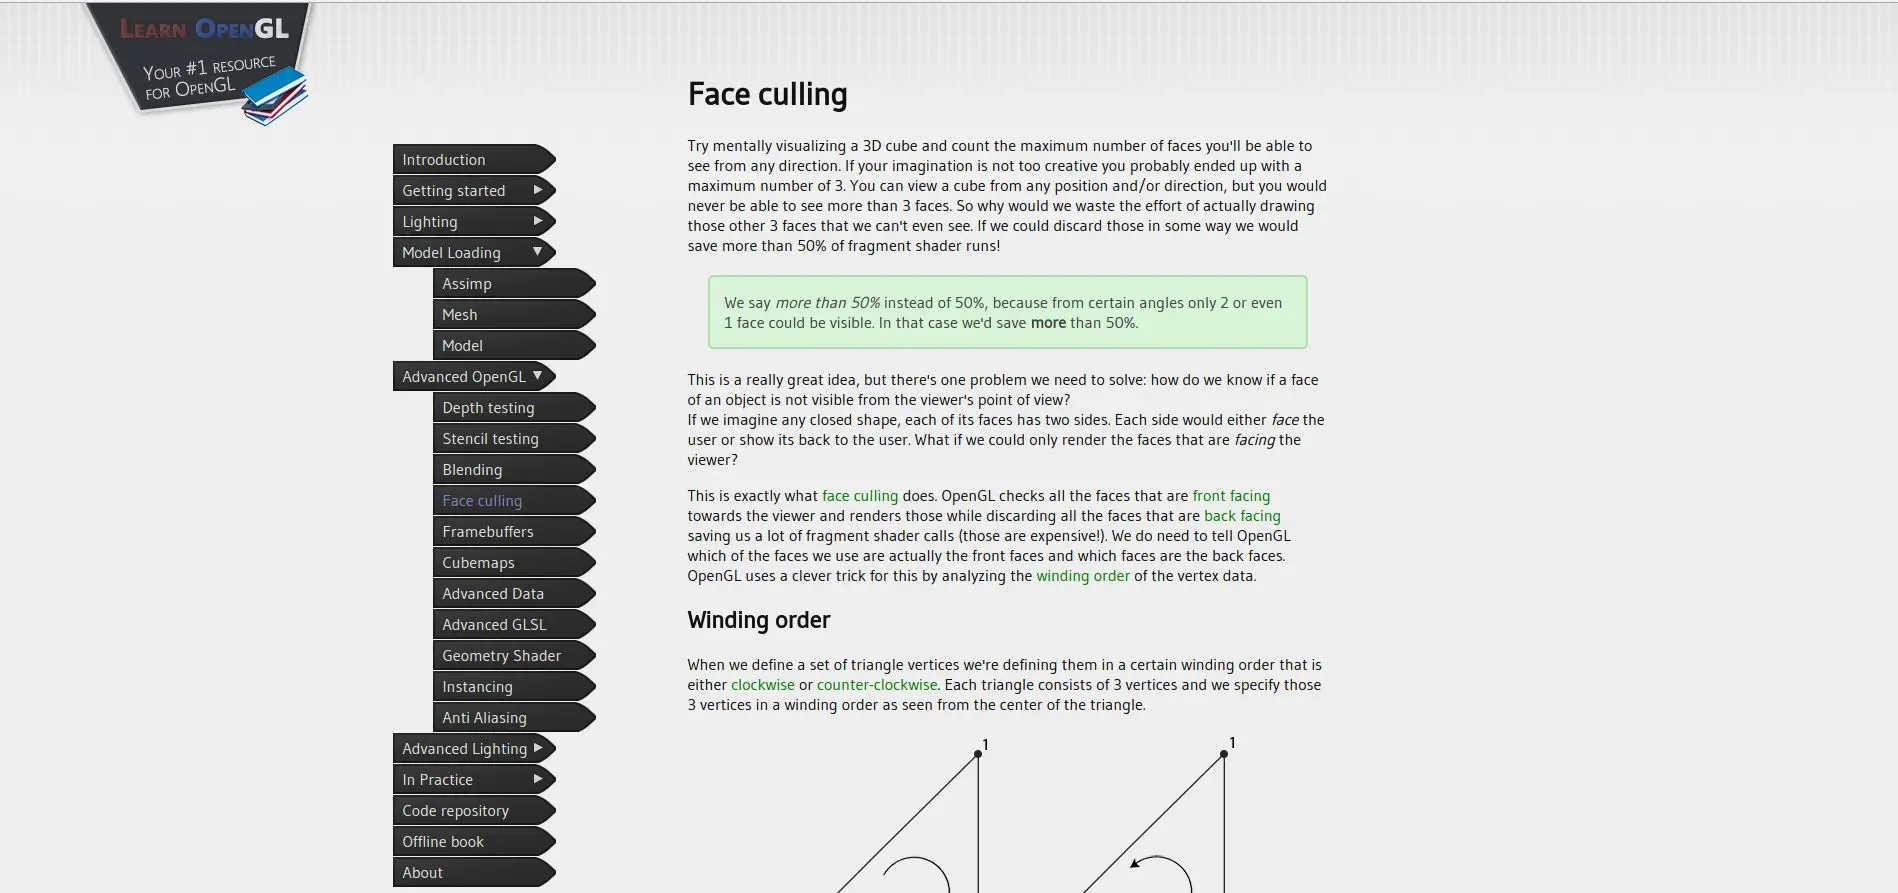 LEARN OPENGL
YOUR #1 RESOURCE
FOR OPENGL
Introduction
Getting started
Lighting
Model Loading
Assimp
Mesh
Model
Advanced OpenGL
Depth testing
Stencil testing
Blending
Face culling
Framebuffers
Cubemaps
Advanced Data
Advanced GLSL
Geometry Shader
Instancing
Anti Aliasing
Advanced Lighting
In Practice
Code repository
Offline book
About
Face culling
Try mentally visualizing a 3D cube and count the maximum number of faces you'll be able to
see from any direction. If your imagination is not too creative you probably ended up with a
maximum number of 3. You can view a cube from any position and/or direction, but you would
never be able to see more than 3 faces. So why would we waste the effort of actually drawing
those other 3 faces that we can't even see. If we could discard those in some way we would
save more than 50% of fragment shader runs!
We say more than 50% instead of 50%, because from certain angles only 2 or even
1 face could be visible. In that case we'd save more than 50%.
This is a really great idea, but there's one problem we need to solve: how do we know if a face
of an object is not visible from the viewer's point of view?
If we imagine any closed shape, each of its faces has two sides. Each side would either face the
user or show its back to the user. What if we could only render the faces that are facing the
viewer?
This is exactly what face culling does. OpenGL checks all the faces that are front facing
towards the viewer and renders those while discarding all the faces that are back facing
saving us a lot of fragment shader calls (those are expensive!). We do need to tell OpenGL
which of the faces we use are actually the front faces and which faces are the back faces.
OpenGL uses a clever trick for this by analyzing the winding order of the vertex data.
Winding order
When we define a set of triangle vertices we're defining them in a certain winding order that is
either clockwise or counter-clockwise. Each triangle consists of 3 vertices and we specify those
3 vertices in a winding order as seen from the center of the triangle.
1
1